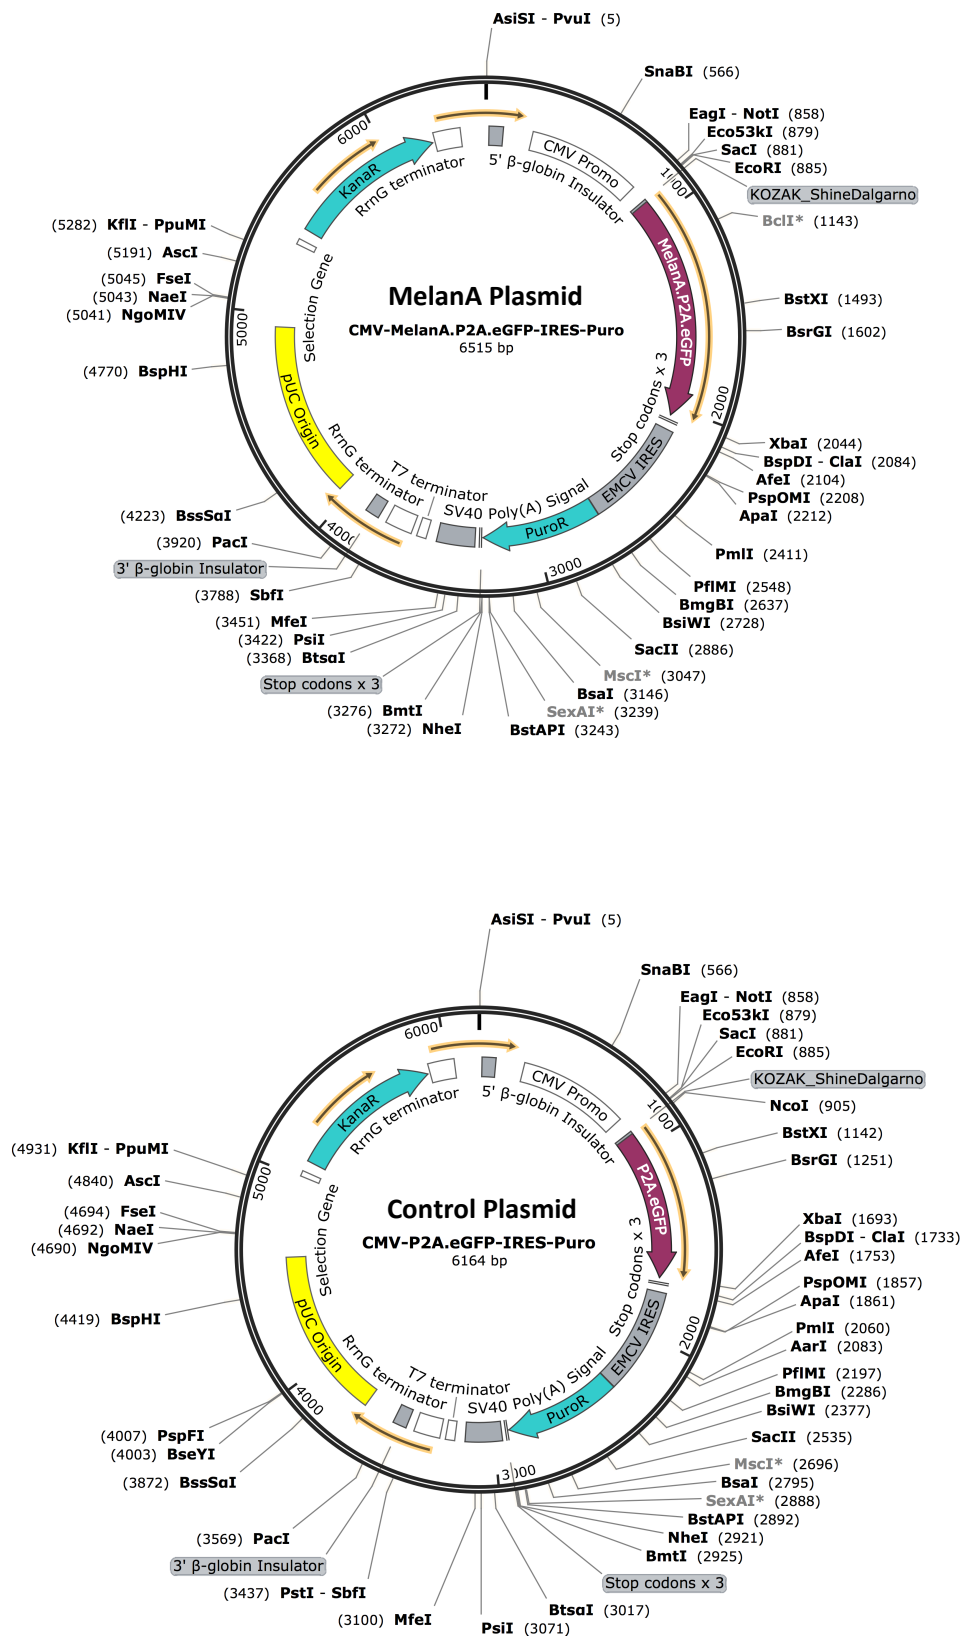 AsiSI - PvuI (5)
SnaBI (566)
EagI - NotI (858)
Eco53kI (879)
SacI (881)
EcoRI (885)
KOZAK_ShineDalgarno
BclI* (1143)
BstXI (1493)
BsrGI (1602)
XbaI (2044)
BspDI - ClaI (2084)
AfeI (2104)
PspOMI (2208)
ApaI (2212)
PmlI (2411)
PflMI (2548)
BmgBI (2637)
BsiWI (2728)
SacII (2886)
MscI* (3047)
BsaI (3146)
SexAI* (3239)
BstAPI (3243)
(3272) NheI
(3276) BmtI
Stop codons x 3
(3368) BtsαI
(3422) PsiI
(3451) MfeI
(3788) SbfI
3' β-globin Insulator
(3920) PacI
(4223) BssSαI
(4770) BspHI
(5041) NgoMIV
(5043) NaeI
(5045) FseI
(5191) AscI
(5282) KflI - PpuMI
1000
2000
3000
4000
5000
6000
KanaR
RrnG terminator
5' β-globin Insulator
CMV Promo
MelanA.P2A.eGFP
Stop codons x 3
EMCV IRES
PuroR
SV40 Poly(A) Signal
T7 terminator
RrnG terminator
pUC Origin
Selection Gene
MelanA Plasmid
CMV-MelanA.P2A.eGFP-IRES-Puro
6515 bp
AsiSI - PvuI (5)
SnaBI (566)
EagI - NotI (858)
Eco53kI (879)
SacI (881)
EcoRI (885)
KOZAK_ShineDalgarno
NcoI (905)
BstXI (1142)
BsrGI (1251)
XbaI (1693)
BspDI - ClaI (1733)
AfeI (1753)
PspOMI (1857)
ApaI (1861)
PmlI (2060)
AarI (2083)
PflMI (2197)
BmgBI (2286)
BsiWI (2377)
SacII (2535)
MscI* (2696)
BsaI (2795)
SexAI* (2888)
BstAPI (2892)
NheI (2921)
BmtI (2925)
Stop codons x 3
BtsαI (3017)
PsiI (3071)
(3100) MfeI
(3437) PstI - SbfI
3' β-globin Insulator
(3569) PacI
(3872) BssSαI
(4003) BseYI
(4007) PspFI
(4419) BspHI
(4690) NgoMIV
(4692) NaeI
(4694) FseI
(4840) AscI
(4931) KflI - PpuMI
1000
2000
3000
4000
5000
6000
KanaR
RrnG terminator
5' β-globin Insulator
CMV Promo
P2A.eGFP
Stop codons x 3
EMCV IRES
PuroR
SV40 Poly(A) Signal
T7 terminator
RrnG terminator
pUC Origin
Selection Gene
Control Plasmid
CMV-P2A.eGFP-IRES-Puro
6164 bp